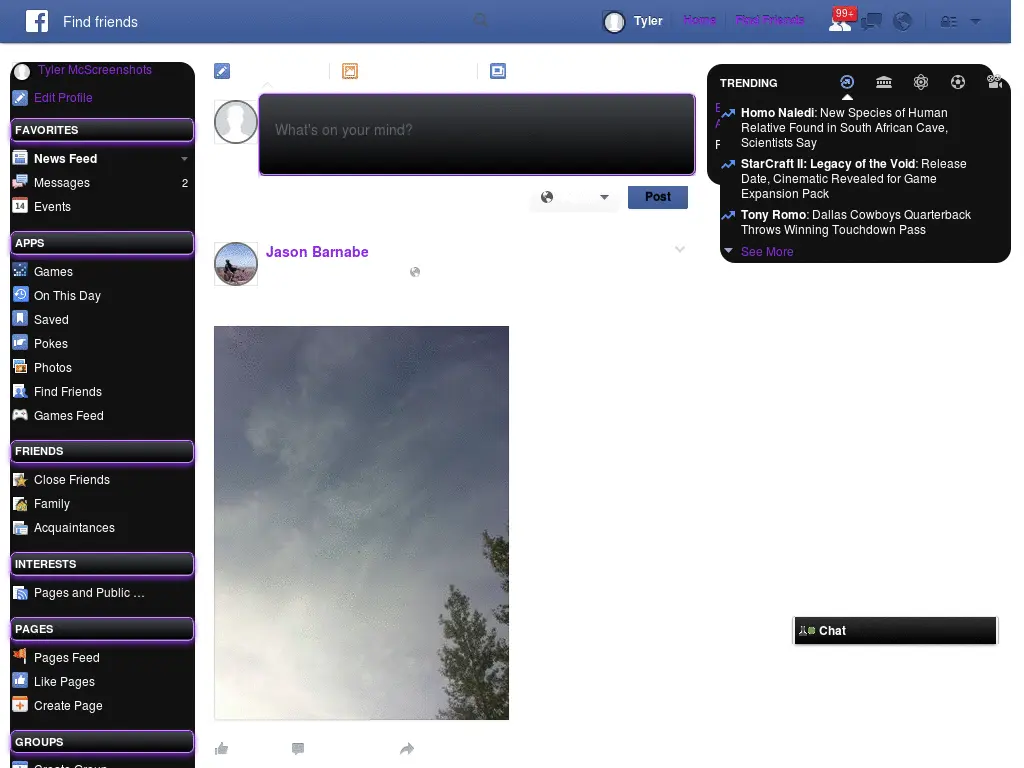 Find friends
Tyler
Home
Find Friends
99+
Tyler McScreenshots
Edit Profile
FAVORITES
News Feed
Messages 2
14 Events
APPS
Games
On This Day
Saved
Pokes
Photos
Find Friends
Games Feed
FRIENDS
Close Friends
Family
Acquaintances
INTERESTS
Pages and Public ...
PAGES
Pages Feed
Like Pages
Create Page
GROUPS
Create Group
What's on your mind?
Post
Jason Barnabe
TRENDING
Homo Naledi: New Species of Human
Relative Found in South African Cave,
Scientists Say
StarCraft II: Legacy of the Void: Release
Date, Cinematic Revealed for Game
Expansion Pack
Tony Romo: Dallas Cowboys Quarterback
Throws Winning Touchdown Pass
See More
Chat